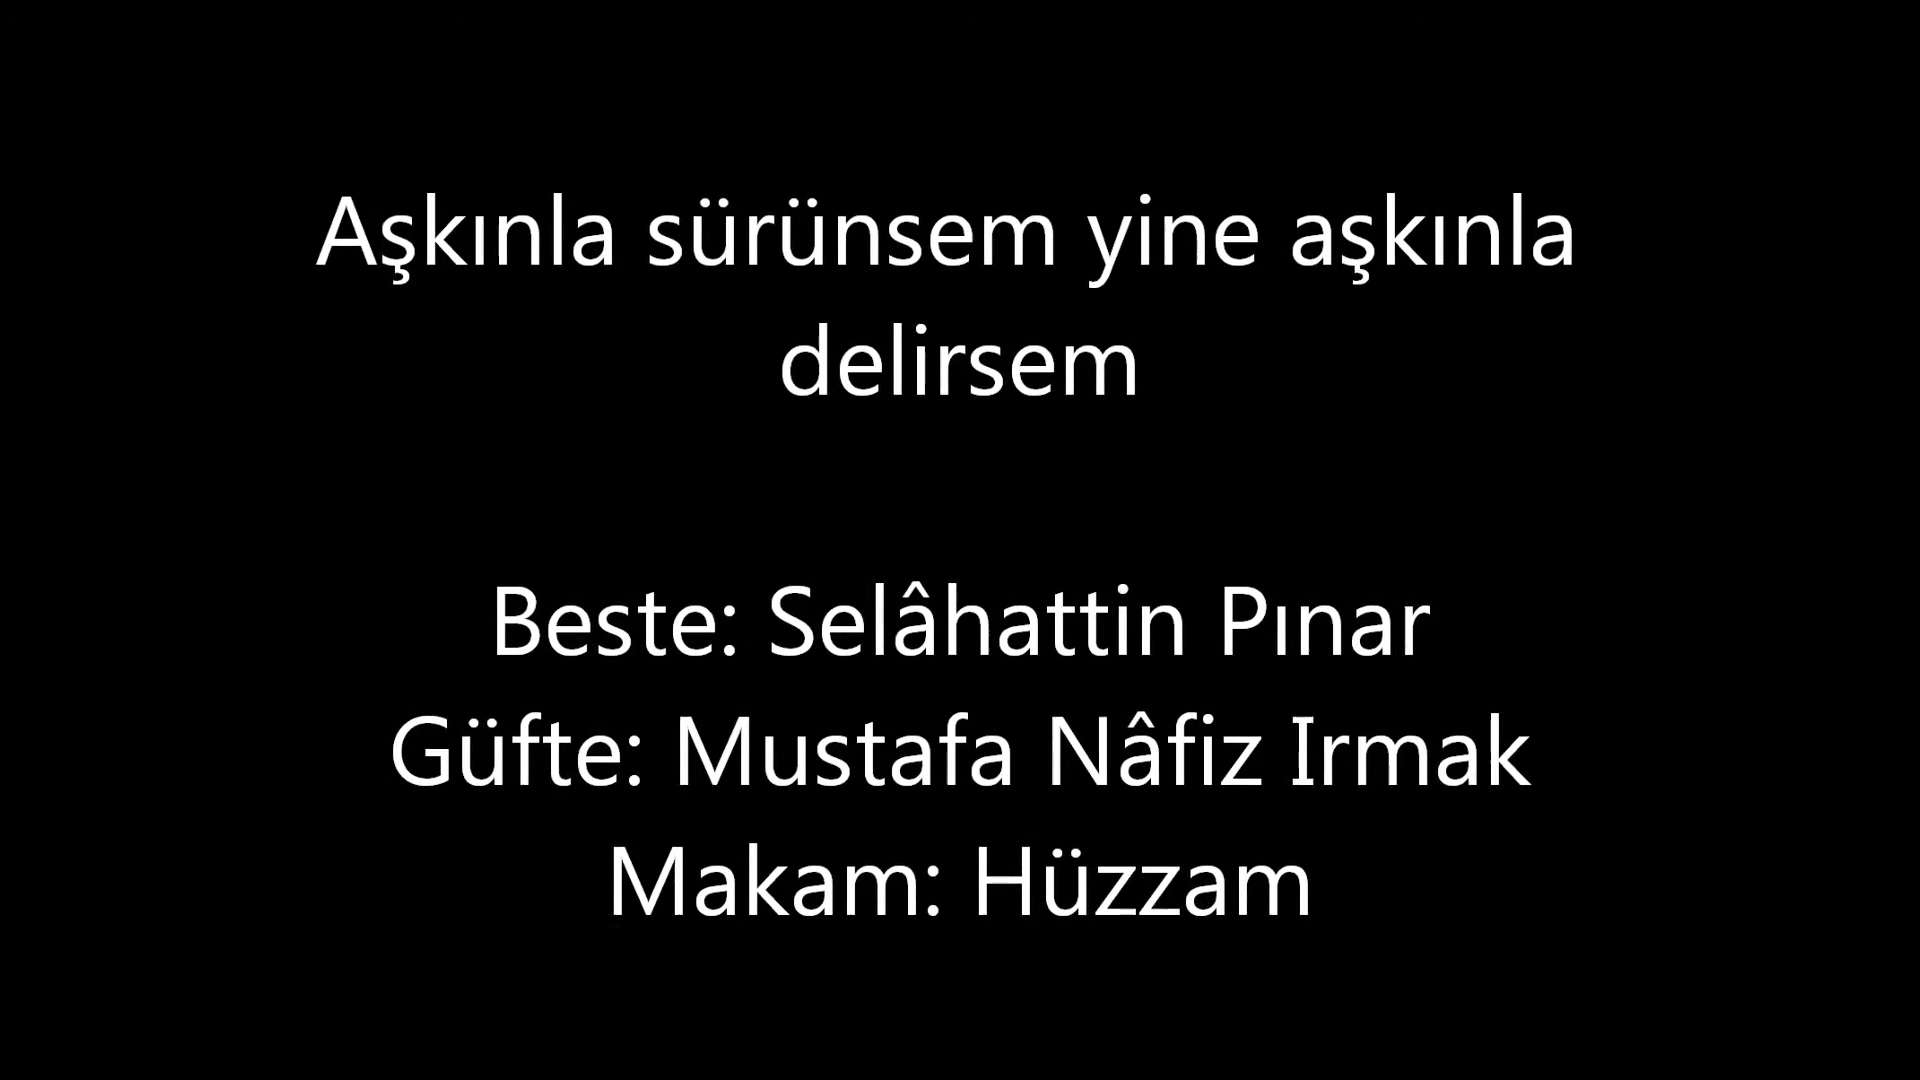 Aşkınla sürünsem yine aşkınla
delirsem
Beste: Selâhattin Pınar
Güfte: Mustafa Nâfiz Irmak
Makam: Hüzzam